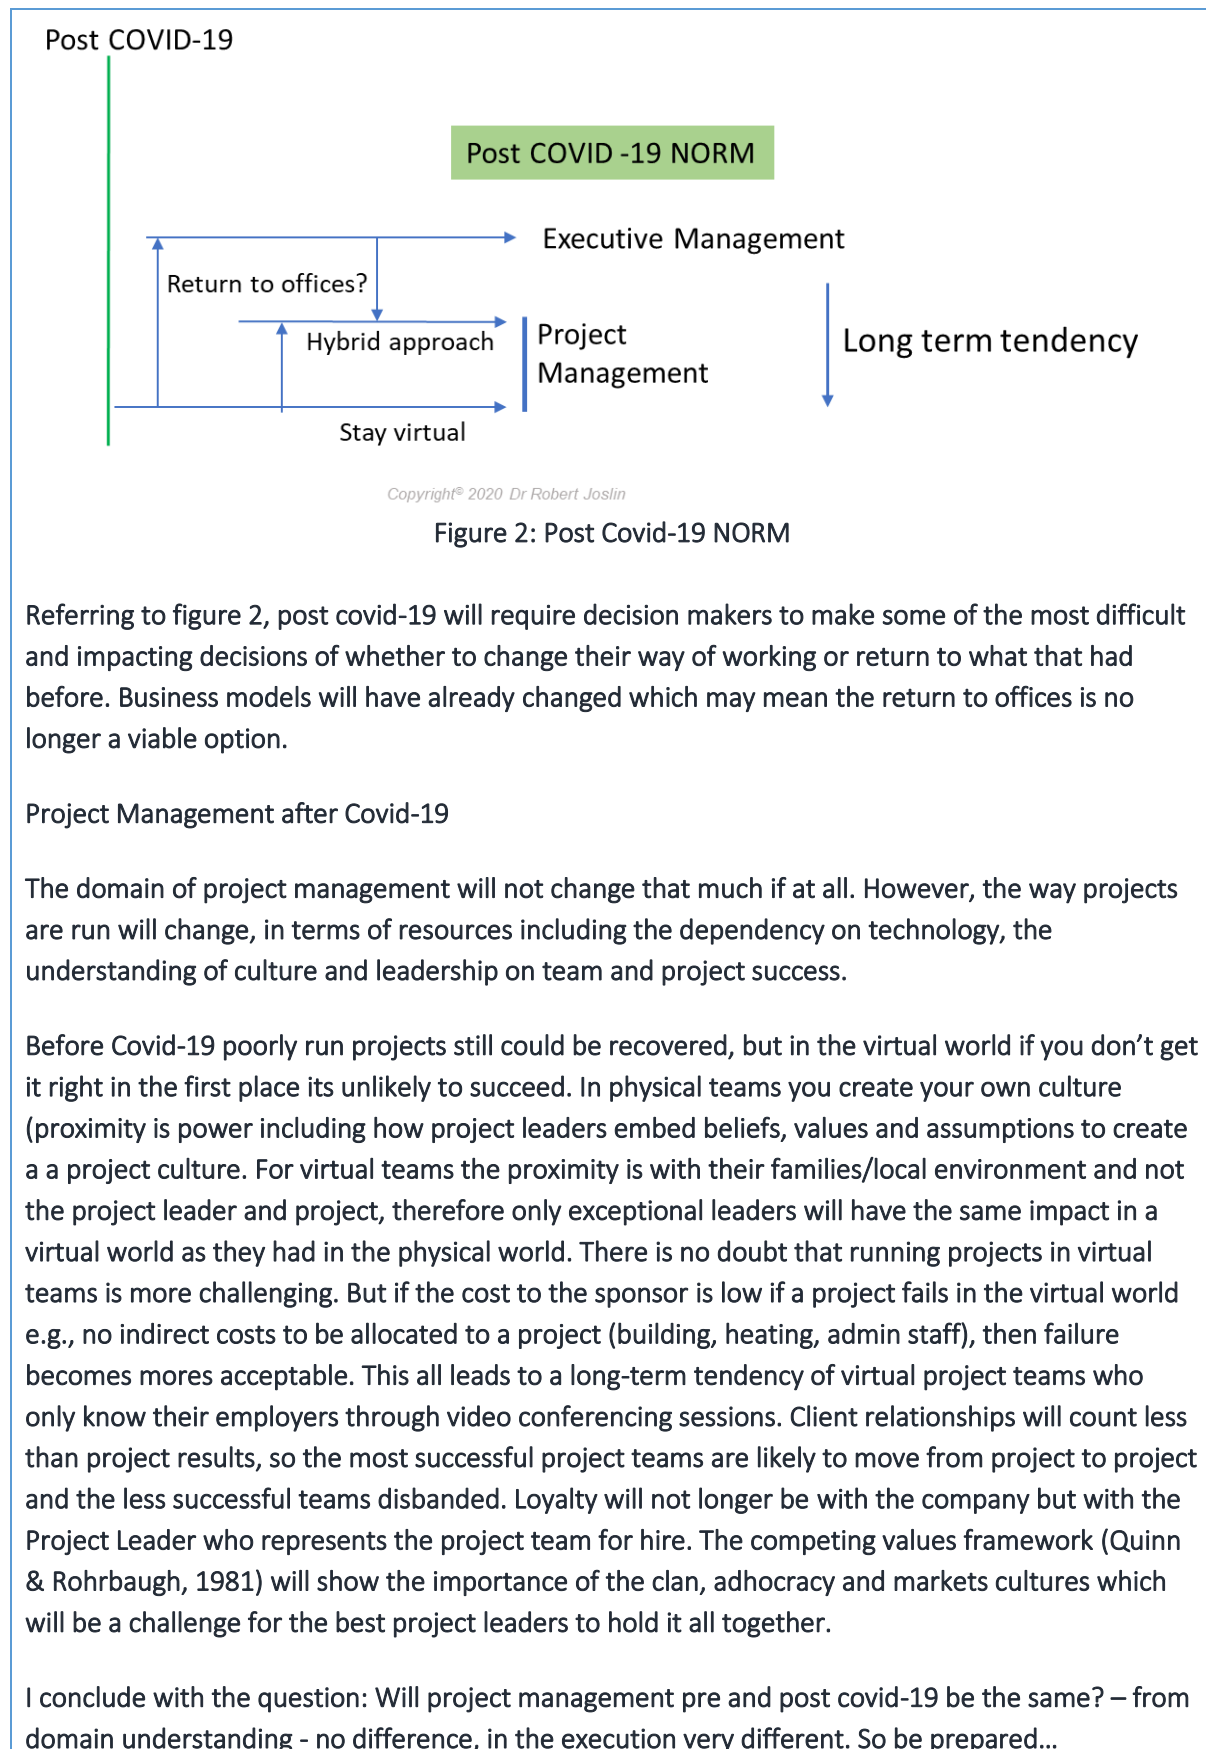 Post COVID-19
Post COVID -19 NORM
Executive Management
Return to offices?
Hybrid approach
Project
Management
Long term tendency
Stay virtual
Copyright© 2020 Dr Robert Joslin
Figure 2: Post Covid-19 NORM
Referring to figure 2, post covid-19 will require decision makers to make some of the most difficult
and impacting decisions of whether to change their way of working or return to what that had
before. Business models will have already changed which may mean the return to offices is no
longer a viable option.
Project Management after Covid-19
The domain of project management will not change that much if at all. However, the way projects
are run will change, in terms of resources including the dependency on technology, the
understanding of culture and leadership on team and project success.
Before Covid-19 poorly run projects still could be recovered, but in the virtual world if you don’t get
it right in the first place its unlikely to succeed. In physical teams you create your own culture
(proximity is power including how project leaders embed beliefs, values and assumptions to create
a a project culture. For virtual teams the proximity is with their families/local environment and not
the project leader and project, therefore only exceptional leaders will have the same impact in a
virtual world as they had in the physical world. There is no doubt that running projects in virtual
teams is more challenging. But if the cost to the sponsor is low if a project fails in the virtual world
e.g., no indirect costs to be allocated to a project (building, heating, admin staff), then failure
becomes mores acceptable. This all leads to a long-term tendency of virtual project teams who
only know their employers through video conferencing sessions. Client relationships will count less
than project results, so the most successful project teams are likely to move from project to project
and the less successful teams disbanded. Loyalty will not longer be with the company but with the
Project Leader who represents the project team for hire. The competing values framework (Quinn
& Rohrbaugh, 1981) will show the importance of the clan, adhocracy and markets cultures which
will be a challenge for the best project leaders to hold it all together.
I conclude with the question: Will project management pre and post covid-19 be the same? – from
domain understanding - no difference, in the execution very different. So be prepared...